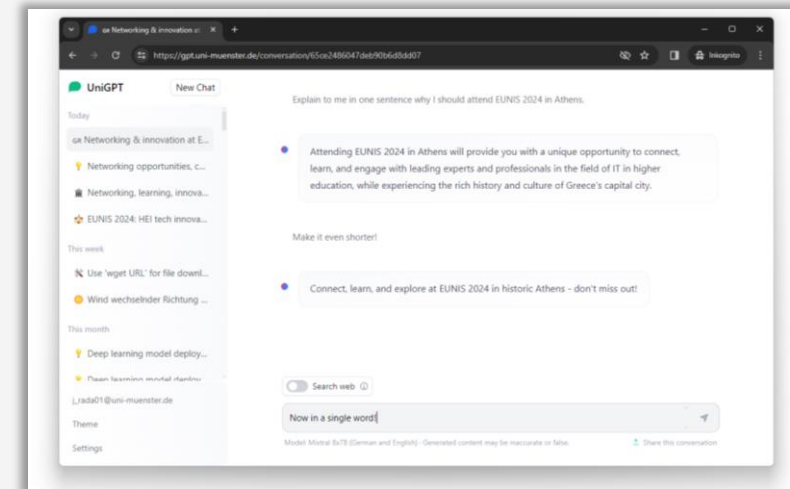 GR Networking & innovation at
https://gpt.uni-muenster.de/conversation/65ce2486047deb90b6d8dd07
Inkognito
UniGPT
New Chat
Today
GR Networking & innovation at E...
Networking opportunities, c...
Networking, learning, innova...
EUNIS 2024: HEI tech innova...
This week
Use 'wget URL' for file downl...
Wind wechselnder Richtung ...
This month
Deep learning model deploy...
Deep learning model deploy...
j_rada01@uni-muenster.de
Theme
Settings
Explain to me in one sentence why I should attend EUNIS 2024 in Athens.
Attending EUNIS 2024 in Athens will provide you with a unique opportunity to connect,
learn, and engage with leading experts and professionals in the field of IT in higher
education, while experiencing the rich history and culture of Greece's capital city.
Make it even shorter!
Connect, learn, and explore at EUNIS 2024 in historic Athens - don't miss out!
Search web
Now in a single word!
Model: Mixtral 8x7B (German and English) - Generated content may be inaccurate or false.
Share this conversation